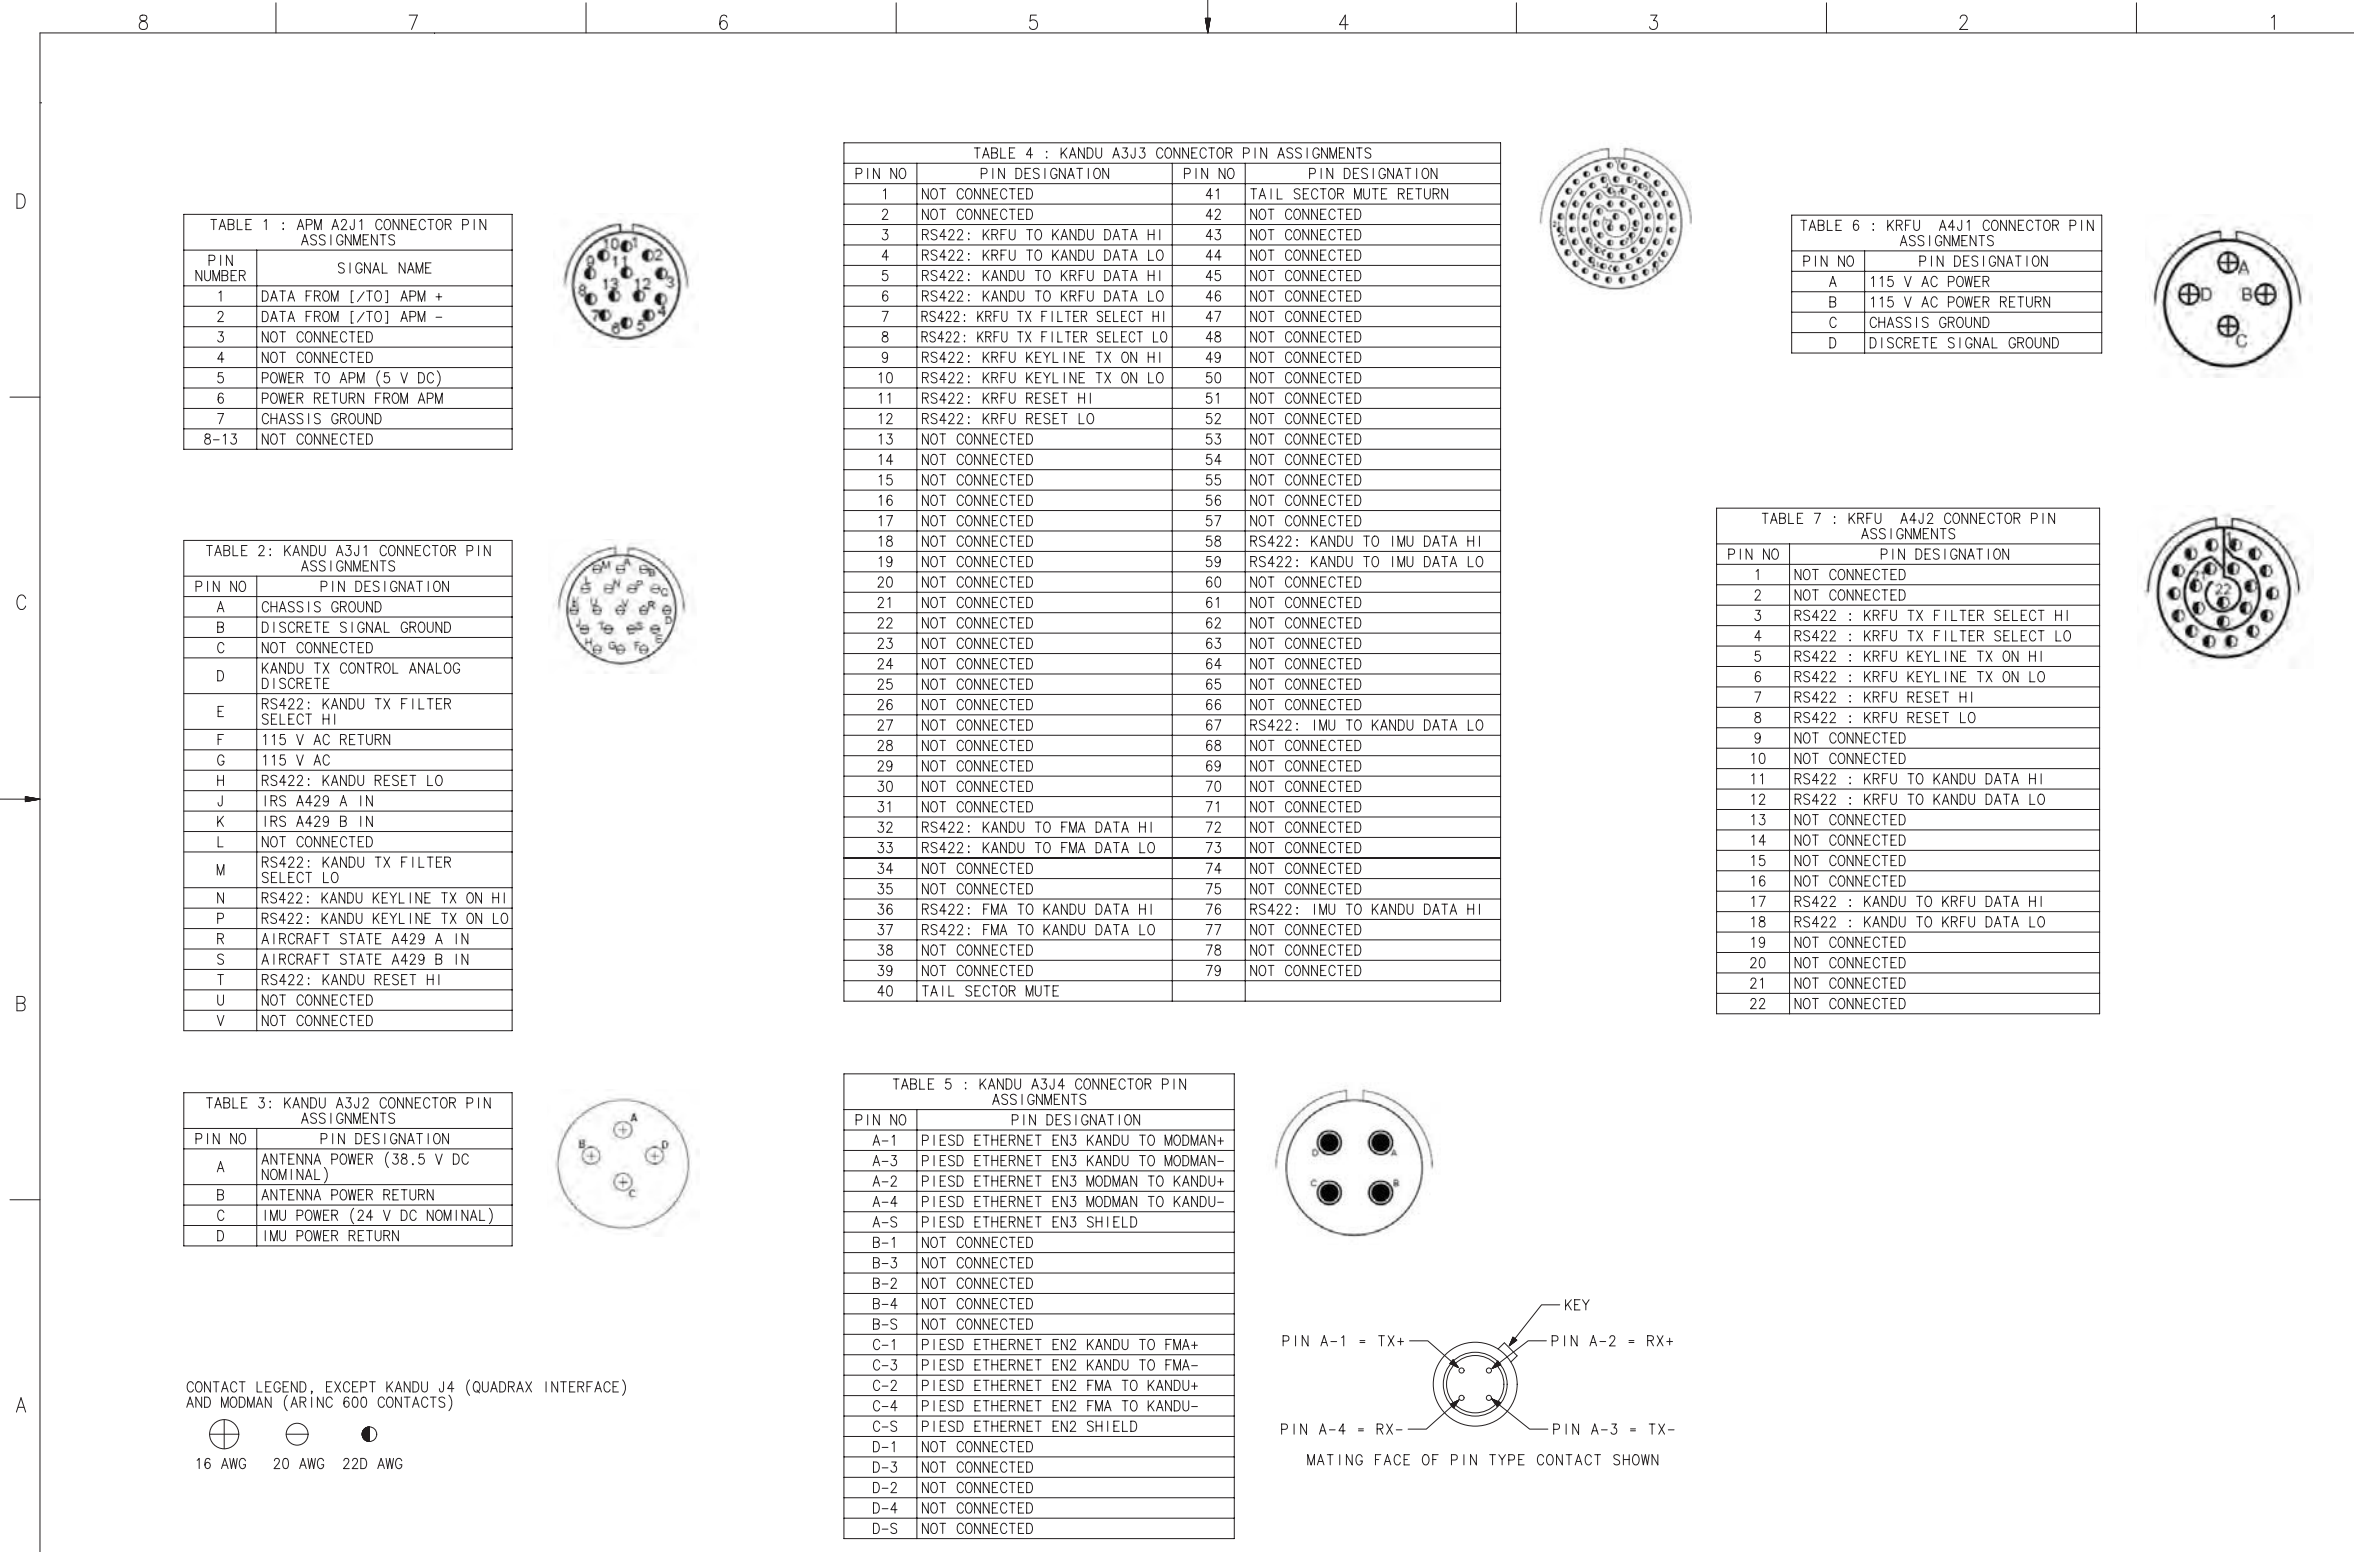 8 7 6 5 4 3 2 1
D
C
B
A
TABLE 1 : APM A2J1 CONNECTOR PIN
ASSIGNMENTS
PIN
NUMBER SIGNAL NAME
1 DATA FROM [/TO] APM +
2 DATA FROM [/TO] APM -
3 NOT CONNECTED
4 NOT CONNECTED
5 POWER TO APM (5 V DC)
6 POWER RETURN FROM APM
7 CHASSIS GROUND
8-13 NOT CONNECTED
10 1
9 11 2
8 13 12 3
7 6 5 4
TABLE 2: KANDU A3J1 CONNECTOR PIN
ASSIGNMENTS
PIN NO PIN DESIGNATION
A CHASSIS GROUND
B DISCRETE SIGNAL GROUND
C NOT CONNECTED
D KANDU TX CONTROL ANALOG
DISCRETE
E RS422: KANDU TX FILTER
SELECT HI
F 115 V AC RETURN
G 115 V AC
H RS422: KANDU RESET LO
J IRS A429 A IN
K IRS A429 B IN
L NOT CONNECTED
M RS422: KANDU TX FILTER
SELECT LO
N RS422: KANDU KEYLINE TX ON HI
P RS422: KANDU KEYLINE TX ON LO
R AIRCRAFT STATE A429 A IN
S AIRCRAFT STATE A429 B IN
T RS422: KANDU RESET HI
U NOT CONNECTED
V NOT CONNECTED
M A B
L N P C
K U V R D
J T S E
H G F
TABLE 3: KANDU A3J2 CONNECTOR PIN
ASSIGNMENTS
PIN NO PIN DESIGNATION
A ANTENNA POWER (38.5 V DC
NOMINAL)
B ANTENNA POWER RETURN
C IMU POWER (24 V DC NOMINAL)
D IMU POWER RETURN
A
B D
C
CONTACT LEGEND, EXCEPT KANDU J4 (QUADRAX INTERFACE)
AND MODMAN (ARINC 600 CONTACTS)
16 AWG 20 AWG 22D AWG
TABLE 4 : KANDU A3J3 CONNECTOR PIN ASSIGNMENTS
PIN NO PIN DESIGNATION PIN NO PIN DESIGNATION
1 NOT CONNECTED 41 TAIL SECTOR MUTE RETURN
2 NOT CONNECTED 42 NOT CONNECTED
3 RS422: KRFU TO KANDU DATA HI 43 NOT CONNECTED
4 RS422: KRFU TO KANDU DATA LO 44 NOT CONNECTED
5 RS422: KANDU TO KRFU DATA HI 45 NOT CONNECTED
6 RS422: KANDU TO KRFU DATA LO 46 NOT CONNECTED
7 RS422: KRFU TX FILTER SELECT HI 47 NOT CONNECTED
8 RS422: KRFU TX FILTER SELECT LO 48 NOT CONNECTED
9 RS422: KRFU KEYLINE TX ON HI 49 NOT CONNECTED
10 RS422: KRFU KEYLINE TX ON LO 50 NOT CONNECTED
11 RS422: KRFU RESET HI 51 NOT CONNECTED
12 RS422: KRFU RESET LO 52 NOT CONNECTED
13 NOT CONNECTED 53 NOT CONNECTED
14 NOT CONNECTED 54 NOT CONNECTED
15 NOT CONNECTED 55 NOT CONNECTED
16 NOT CONNECTED 56 NOT CONNECTED
17 NOT CONNECTED 57 NOT CONNECTED
18 NOT CONNECTED 58 RS422: KANDU TO IMU DATA HI
19 NOT CONNECTED 59 RS422: KANDU TO IMU DATA LO
20 NOT CONNECTED 60 NOT CONNECTED
21 NOT CONNECTED 61 NOT CONNECTED
22 NOT CONNECTED 62 NOT CONNECTED
23 NOT CONNECTED 63 NOT CONNECTED
24 NOT CONNECTED 64 NOT CONNECTED
25 NOT CONNECTED 65 NOT CONNECTED
26 NOT CONNECTED 66 NOT CONNECTED
27 NOT CONNECTED 67 RS422: IMU TO KANDU DATA LO
28 NOT CONNECTED 68 NOT CONNECTED
29 NOT CONNECTED 69 NOT CONNECTED
30 NOT CONNECTED 70 NOT CONNECTED
31 NOT CONNECTED 71 NOT CONNECTED
32 RS422: KANDU TO FMA DATA HI 72 NOT CONNECTED
33 RS422: KANDU TO FMA DATA LO 73 NOT CONNECTED
34 NOT CONNECTED 74 NOT CONNECTED
35 NOT CONNECTED 75 NOT CONNECTED
36 RS422: FMA TO KANDU DATA HI 76 RS422: IMU TO KANDU DATA HI
37 RS422: FMA TO KANDU DATA LO 77 NOT CONNECTED
38 NOT CONNECTED 78 NOT CONNECTED
39 NOT CONNECTED 79 NOT CONNECTED
40 TAIL SECTOR MUTE
TABLE 5 : KANDU A3J4 CONNECTOR PIN
ASSIGNMENTS
PIN NO PIN DESIGNATION
A-1 PIESD ETHERNET EN3 KANDU TO MODMAN+
A-3 PIESD ETHERNET EN3 KANDU TO MODMAN-
A-2 PIESD ETHERNET EN3 MODMAN TO KANDU+
A-4 PIESD ETHERNET EN3 MODMAN TO KANDU-
A-S PIESD ETHERNET EN3 SHIELD
B-1 NOT CONNECTED
B-3 NOT CONNECTED
B-2 NOT CONNECTED
B-4 NOT CONNECTED
B-S NOT CONNECTED
C-1 PIESD ETHERNET EN2 KANDU TO FMA+
C-3 PIESD ETHERNET EN2 KANDU TO FMA-
C-2 PIESD ETHERNET EN2 FMA TO KANDU+
C-4 PIESD ETHERNET EN2 FMA TO KANDU-
C-S PIESD ETHERNET EN2 SHIELD
D-1 NOT CONNECTED
D-3 NOT CONNECTED
D-2 NOT CONNECTED
D-4 NOT CONNECTED
D-S NOT CONNECTED
D A
C B
KEY
PIN A-1 = TX+ PIN A-2 = RX+
PIN A-4 = RX- PIN A-3 = TX-
MATING FACE OF PIN TYPE CONTACT SHOWN
TABLE 6 : KRFU A4J1 CONNECTOR PIN
ASSIGNMENTS
PIN NO PIN DESIGNATION
A 115 V AC POWER
B 115 V AC POWER RETURN
C CHASSIS GROUND
D DISCRETE SIGNAL GROUND
A
D B
C
TABLE 7 : KRFU A4J2 CONNECTOR PIN
ASSIGNMENTS
PIN NO PIN DESIGNATION
1 NOT CONNECTED
2 NOT CONNECTED
3 RS422 : KRFU TX FILTER SELECT HI
4 RS422 : KRFU TX FILTER SELECT LO
5 RS422 : KRFU KEYLINE TX ON HI
6 RS422 : KRFU KEYLINE TX ON LO
7 RS422 : KRFU RESET HI
8 RS422 : KRFU RESET LO
9 NOT CONNECTED
10 NOT CONNECTED
11 RS422 : KRFU TO KANDU DATA HI
12 RS422 : KRFU TO KANDU DATA LO
13 NOT CONNECTED
14 NOT CONNECTED
15 NOT CONNECTED
16 NOT CONNECTED
17 RS422 : KANDU TO KRFU DATA HI
18 RS422 : KANDU TO KRFU DATA LO
19 NOT CONNECTED
20 NOT CONNECTED
21 NOT CONNECTED
22 NOT CONNECTED
1
21
22